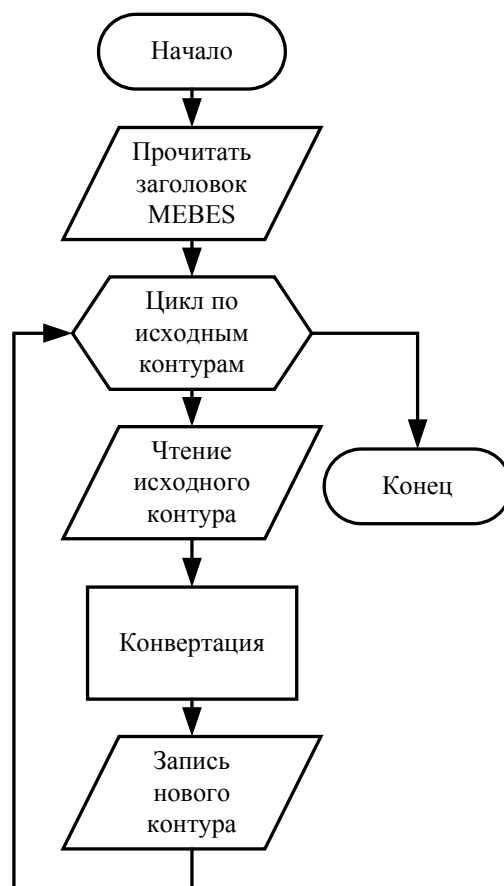 Начало
Прочитать
заголовок
MEBES
Цикл по
исходным
контурам
Чтение
исходного
контура
Конец
Конвертация
Запись
нового
контура